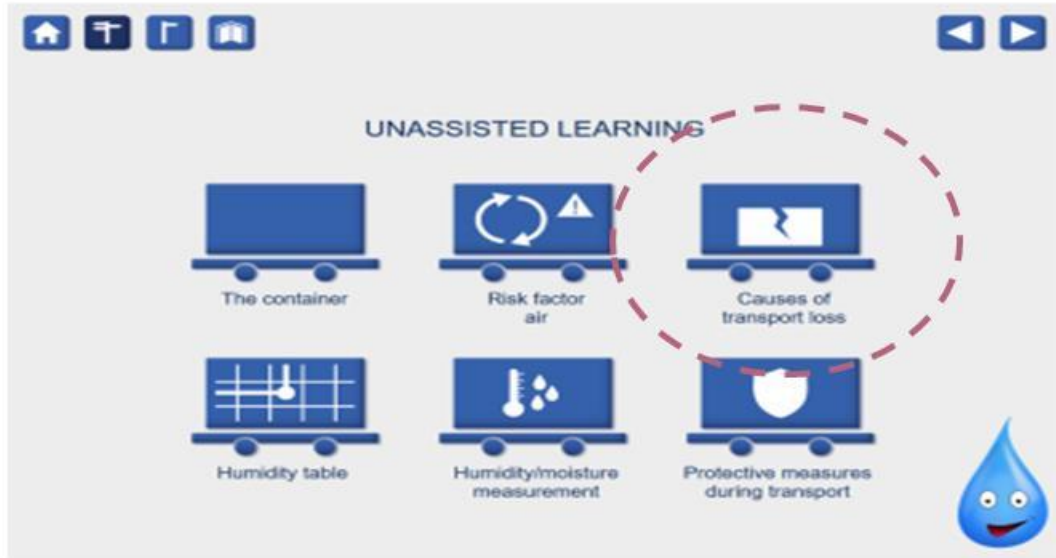 UNASSISTED LEARNING
The container
Risk factor
air
Causes of
transport loss
Humidity table
Humidity/moisture
measurement
Protective measures
during transport